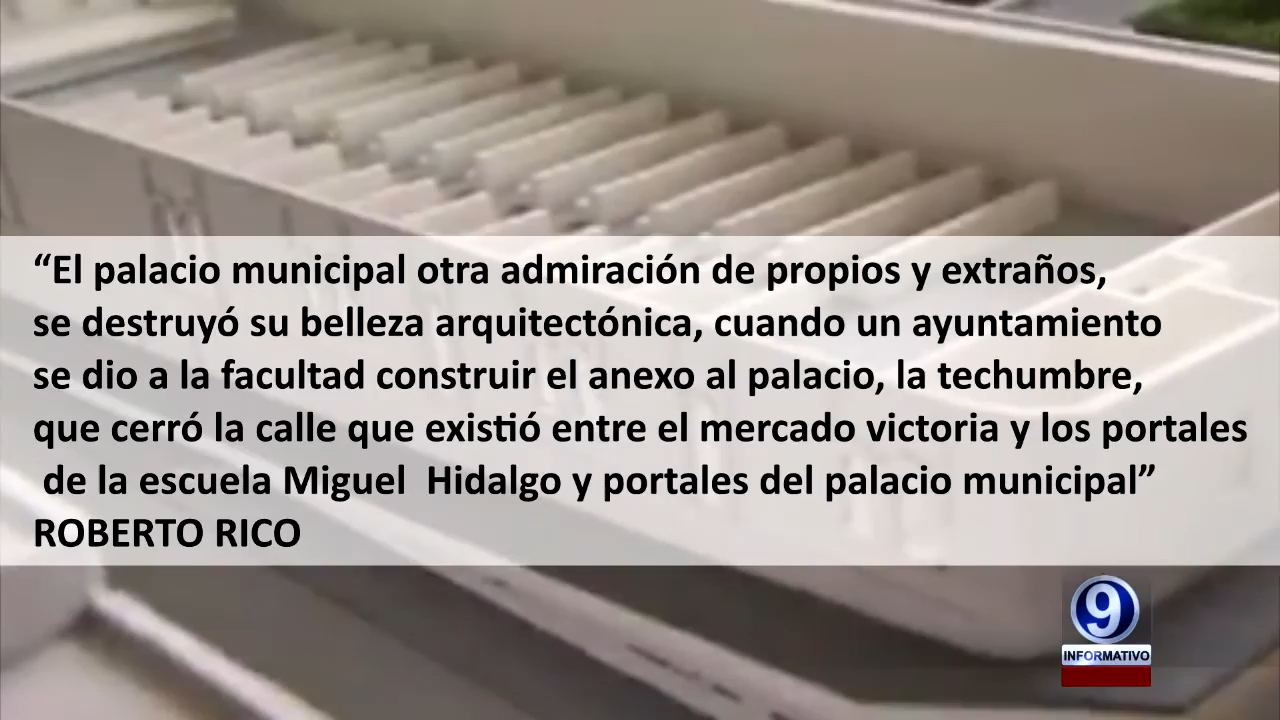 “El palacio municipal otra admiración de propios y extraños,
se destruyó su belleza arquitectónica, cuando un ayuntamiento
se dio a la facultad construir el anexo al palacio, la techumbre,
que cerró la calle que existió entre el mercado victoria y los portales
de la escuela Miguel  Hidalgo y portales del palacio municipal”
ROBERTO RICO
9
INFORMATIVO